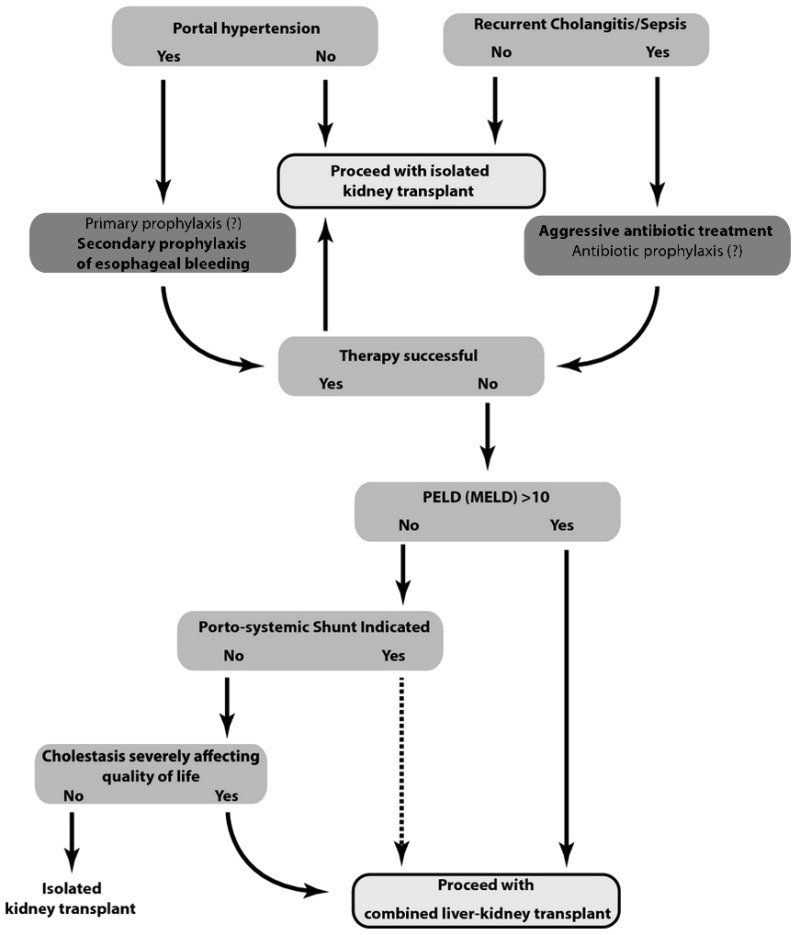 Portal hypertension
Yes No
Recurrent Cholangitis/Sepsis
No Yes
Proceed with isolated
kidney transplant
Primary prophylaxis (?)
Secondary prophylaxis
of esophageal bleeding
Aggressive antibiotic treatment
Antibiotic prophylaxis (?)
Therapy successful
Yes No
PELD (MELD) >10
No Yes
Porto-systemic Shunt Indicated
No Yes
Cholestasis severely affecting
quality of life
No Yes
Isolated
kidney transplant
Proceed with
combined liver-kidney transplant